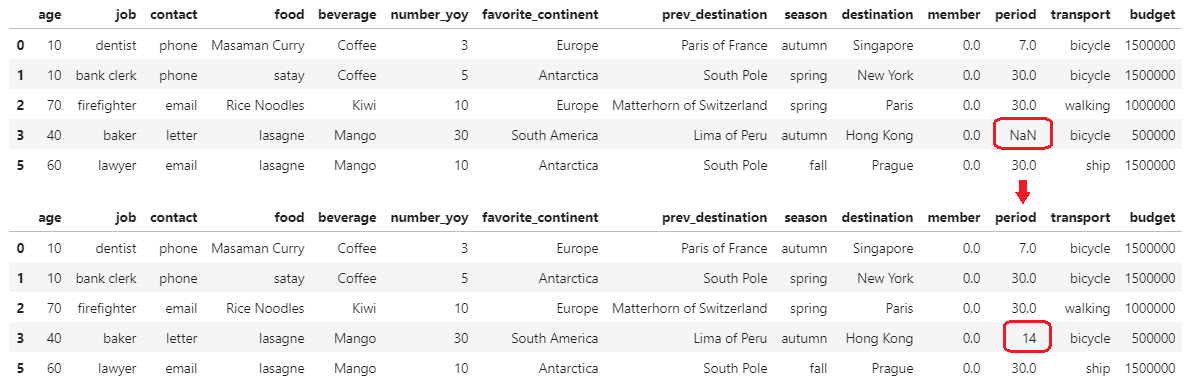 age job contact food beverage number_yoy favorite_continent prev_destination season destination member period transport budget
0 10 dentist phone Masaman Curry Coffee 3 Europe Paris of France autumn Singapore 0.0 7.0 bicycle 1500000
1 10 bank clerk phone satay Coffee 5 Antarctica South Pole spring New York 0.0 30.0 bicycle 1500000
2 70 firefighter email Rice Noodles Kiwi 10 Europe Matterhorn of Switzerland spring Paris 0.0 30.0 walking 1000000
3 40 baker letter lasagne Mango 30 South America Lima of Peru autumn Hong Kong 0.0 NaN bicycle 500000
5 60 lawyer email lasagne Mango 10 Antarctica South Pole fall Prague 0.0 30.0 ship 1500000
age job contact food beverage number_yoy favorite_continent prev_destination season destination member period transport budget
0 10 dentist phone Masaman Curry Coffee 3 Europe Paris of France autumn Singapore 0.0 7.0 bicycle 1500000
1 10 bank clerk phone satay Coffee 5 Antarctica South Pole spring New York 0.0 30.0 bicycle 1500000
2 70 firefighter email Rice Noodles Kiwi 10 Europe Matterhorn of Switzerland spring Paris 0.0 30.0 walking 1000000
3 40 baker letter lasagne Mango 30 South America Lima of Peru autumn Hong Kong 0.0 14 bicycle 500000
5 60 lawyer email lasagne Mango 10 Antarctica South Pole fall Prague 0.0 30.0 ship 1500000